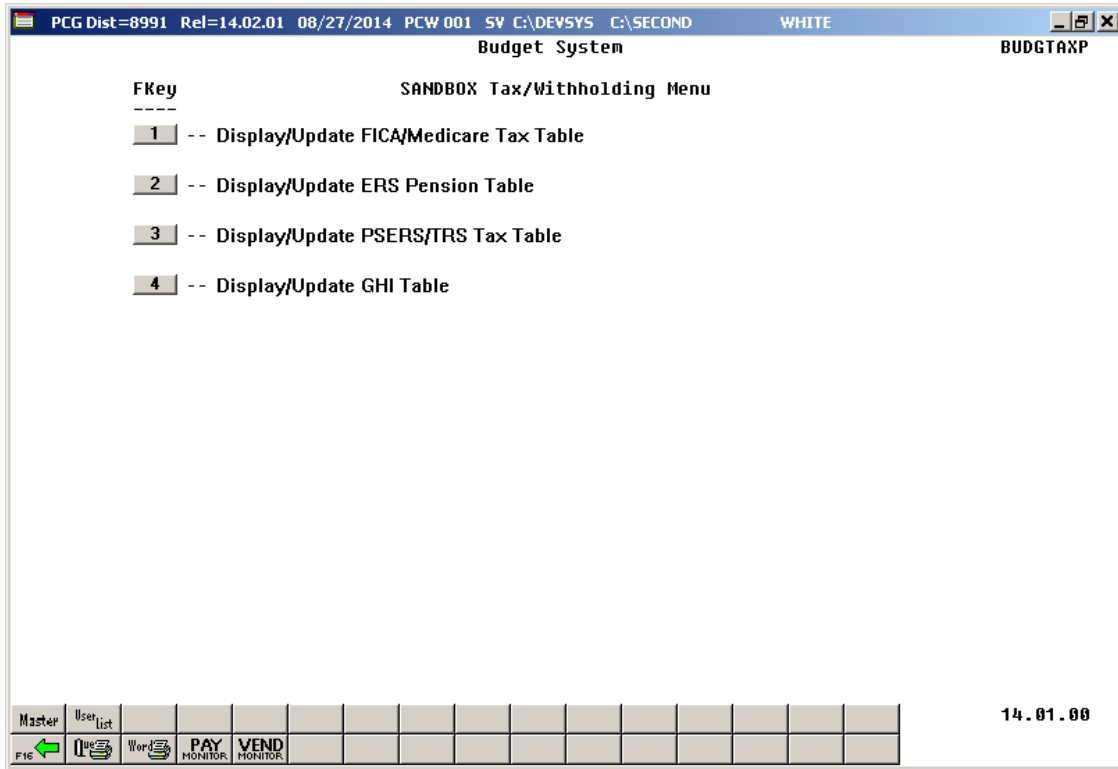 PCG Dist=8991 Rel=14.02.01 08/27/2014 PCW 001 SV C:\DEVSYS C:\SECOND WHITE
Budget System BUDGTAXP
FKey SANDBOX Tax/Withholding Menu
----
1 -- Display/Update FICA/Medicare Tax Table
2 -- Display/Update ERS Pension Table
3 -- Display/Update PSERS/TRS Tax Table
4 -- Display/Update GHI Table
Master User List 14.01.00
F16 Que Word PAY MONITOR VEND MONITOR